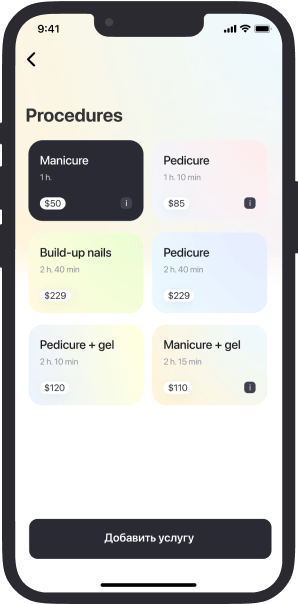 9:41
Procedures
Manicure
1 h.
$50
i
Pedicure
1 h. 10 min
$85
i
Build-up nails
2 h. 40 min
$229
Pedicure
2 h. 40 min
$229
Pedicure + gel
2 h. 10 min
$120
Manicure + gel
2 h. 15 min
$110
i
Добавить услугу